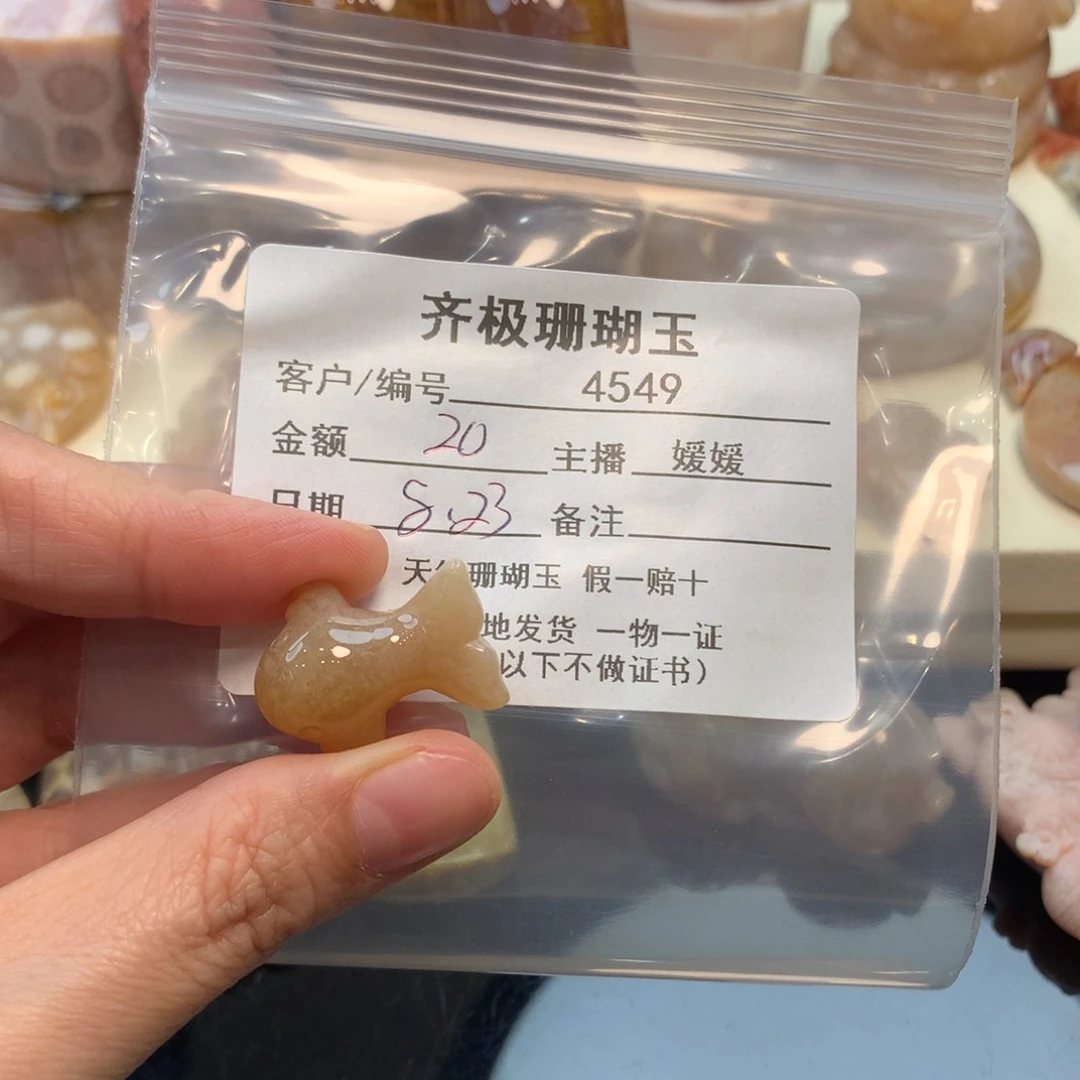 齐极珊瑚玉
客户/编号 4549
金额 20 主播 媛媛
日期 8.23 备注
天 珊瑚玉 假一赔十
地发货 一物一证
以下不做证书）